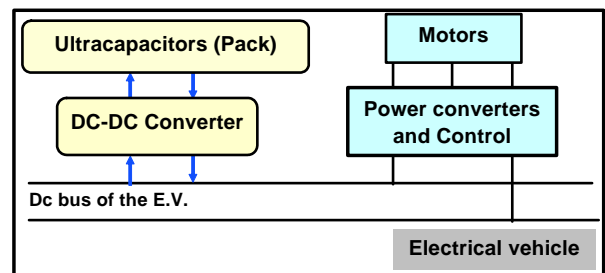 Ultracapacitors (Pack)
DC-DC Converter
Motors
Power converters
and Control
Dc bus of the E.V.
Electrical vehicle